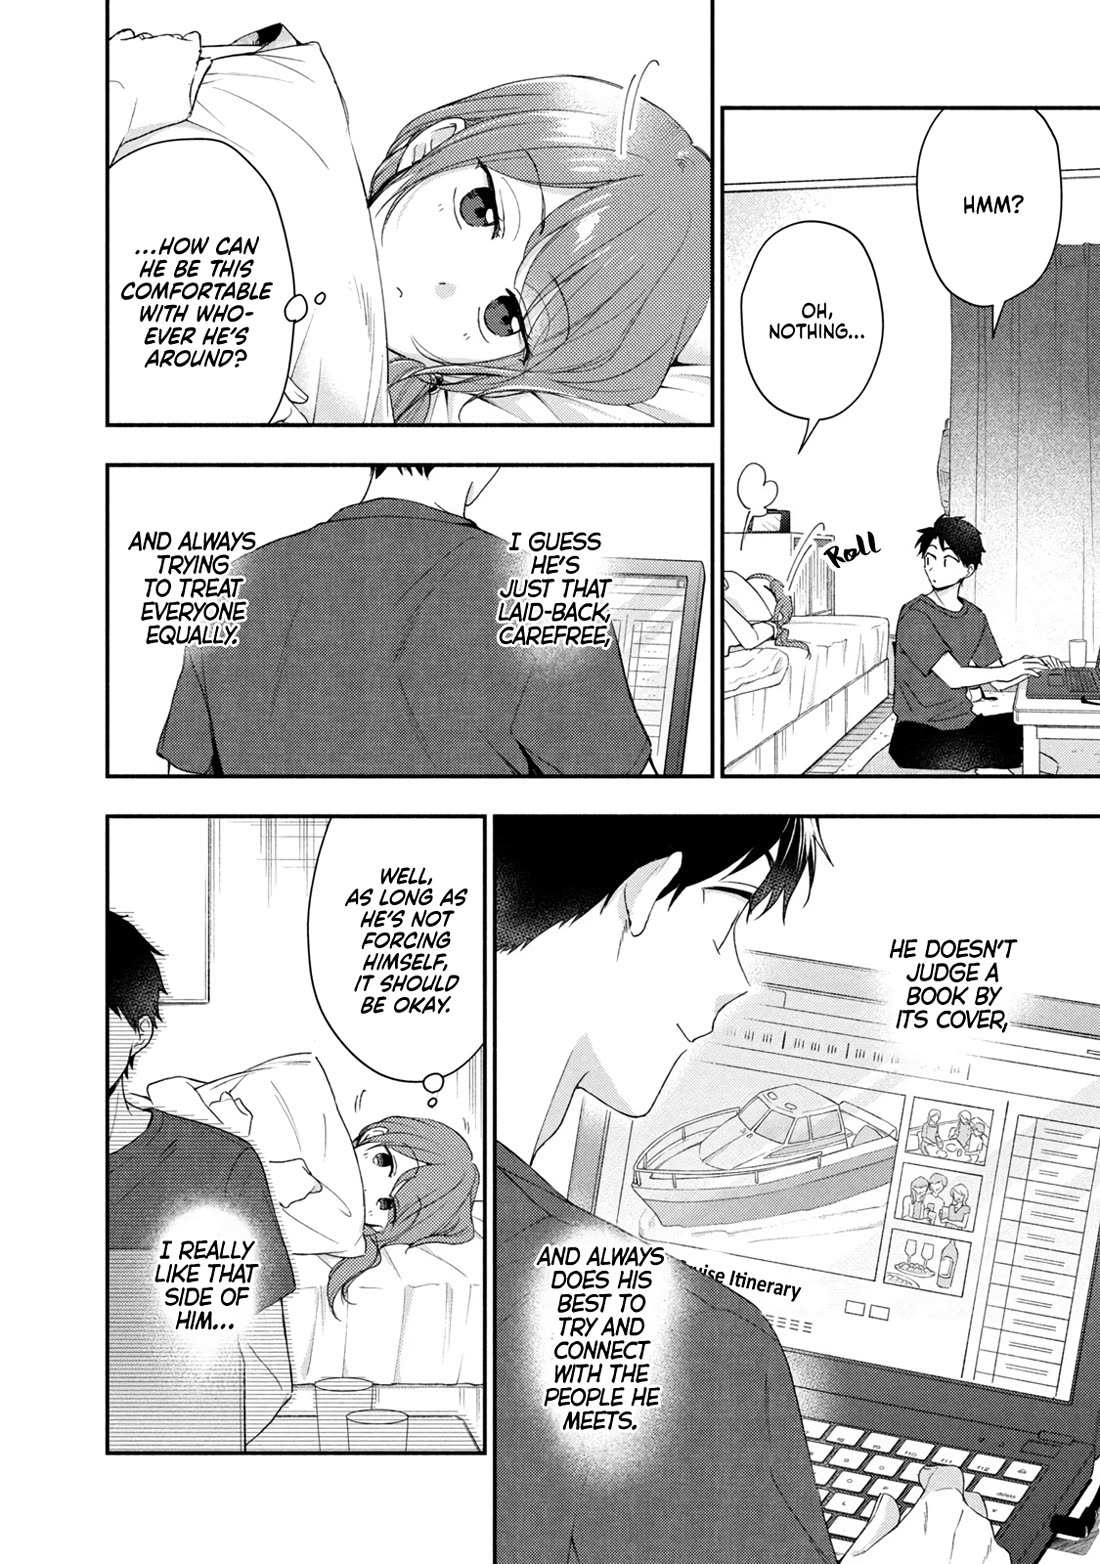 HMM?
OH,
NOTHING...
Roll
...HOW CAN
HE BE THIS
COMFORTABLE
WITH WHO-
EVER HE'S
AROUND?
I GUESS
HE'S
JUST THAT
LAID-BACK,
CAREFREE,
AND ALWAYS
TRYING
TO TREAT
EVERYONE
EQUALLY.
HE DOESN'T
JUDGE A
BOOK BY
ITS COVER,
Cruise Itinerary
AND ALWAYS
DOES HIS
BEST TO
TRY AND
CONNECT
WITH THE
PEOPLE HE
MEETS.
WELL,
AS LONG AS
HE'S NOT
FORCING
HIMSELF,
IT SHOULD
BE OKAY.
I REALLY
LIKE THAT
SIDE OF
HIM...